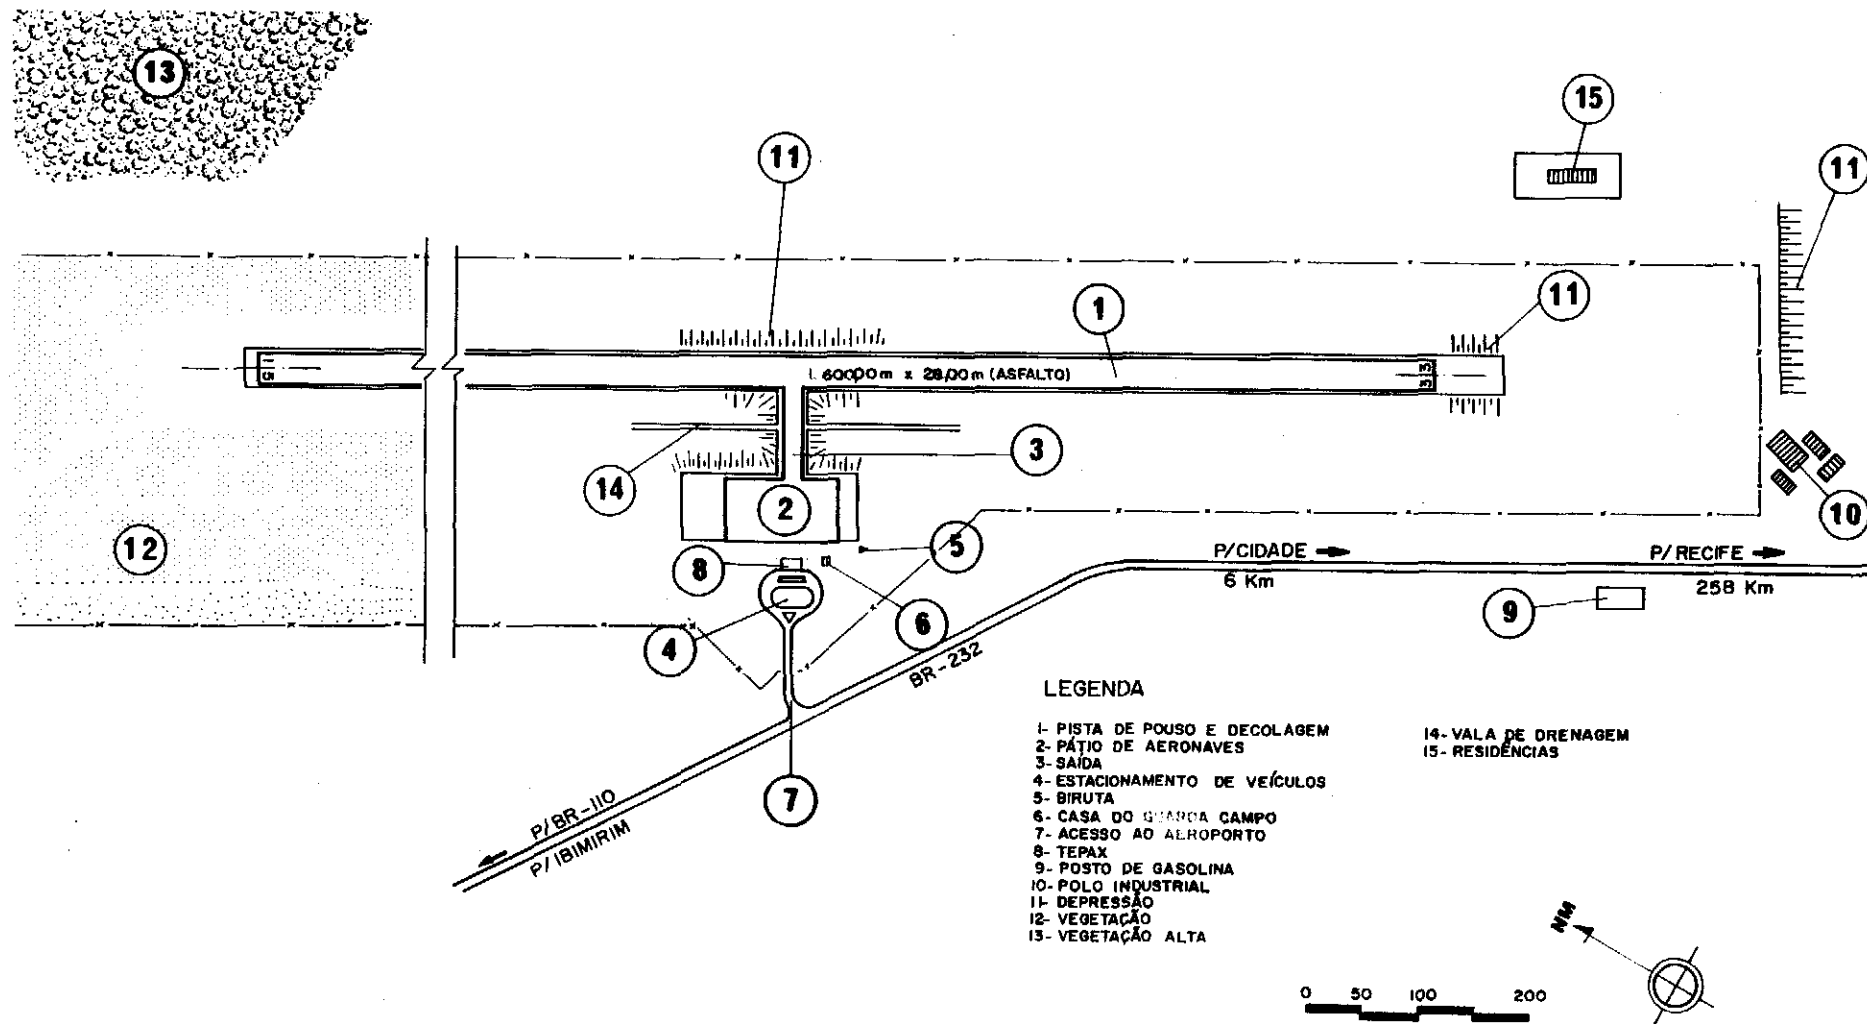 13
15
11
11
11
1
15
33
1.600,00m x 28,00m (ASFALTO)
3
14
2
10
12
5
P/CIDADE
P/RECIFE
6 Km
258 Km
8
9
6
4
BR-232
7
P/BR-110
P/IBIMIRIM
LEGENDA
1- PISTA DE POUSO E DECOLAGEM
2- PÁTIO DE AERONAVES
3- SAÍDA
4- ESTACIONAMENTO DE VEÍCULOS
5- BIRUTA
6- CASA DO GUARDA CAMPO
7- ACESSO AO AEROPORTO
8- TEPAX
9- POSTO DE GASOLINA
10- POLO INDUSTRIAL
11- DEPRESSÃO
12- VEGETAÇÃO
13- VEGETAÇÃO ALTA
14- VALA DE DRENAGEM
15- RESIDÊNCIAS
NM
0 50 100 200